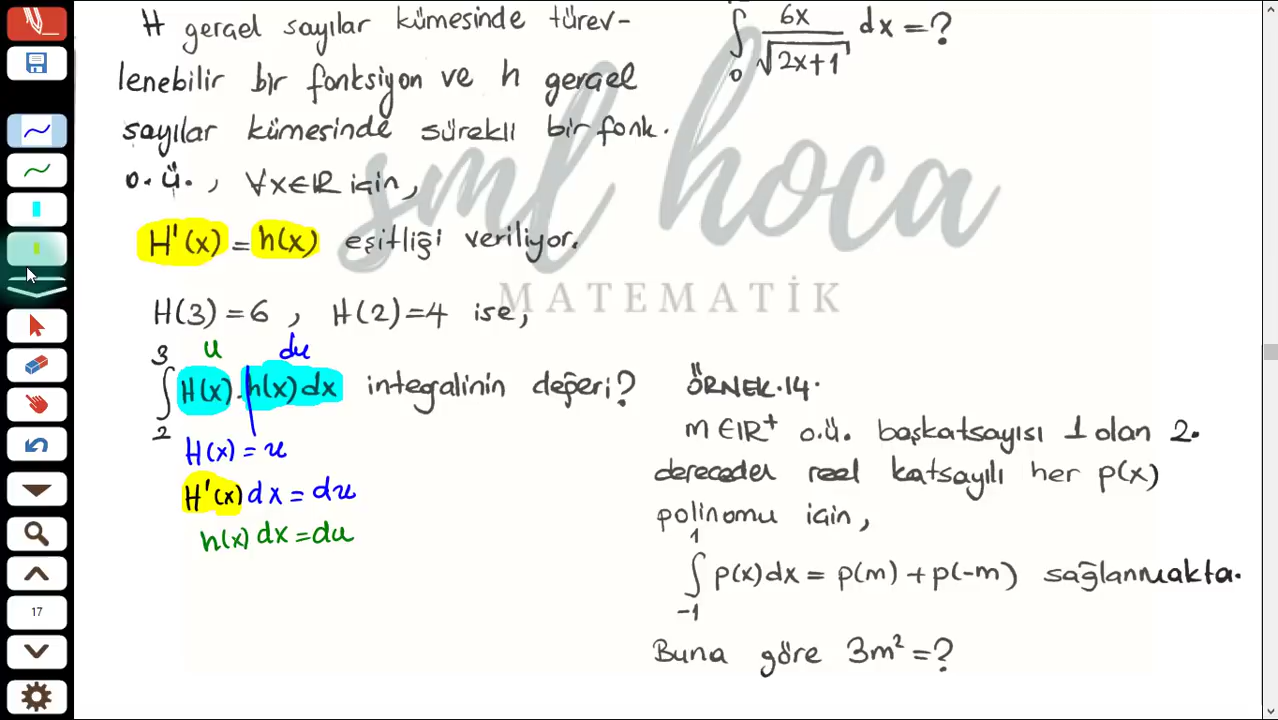 H gerçel sayılar kümesinde türev-
lenebilir bir fonksiyon ve h gerçel
sayılar kümesinde sürekli bir fonk.
o.ü., ∀x∈IR için,
H'(x) = h(x) eşitliği veriliyor.
H(3)=6 , H(2)=4 ise,
u du
∫₂³ H(x).h(x)dx integalinin değeri?
H(x) = u
H'(x)dx = du
h(x)dx = du
∫₀ 6x/√(2x+1) dx = ?
sml hoca
MATEMATİK
ÖRNEK.14.
m∈IR⁺ o.ü. başkatsayısı 1 olan 2.
dereceden reel katsayılı her p(x)
polinomu için,
∫₋₁¹ p(x)dx = p(m) + p(-m) sağlanmakta.
Buna göre 3m² = ?
17